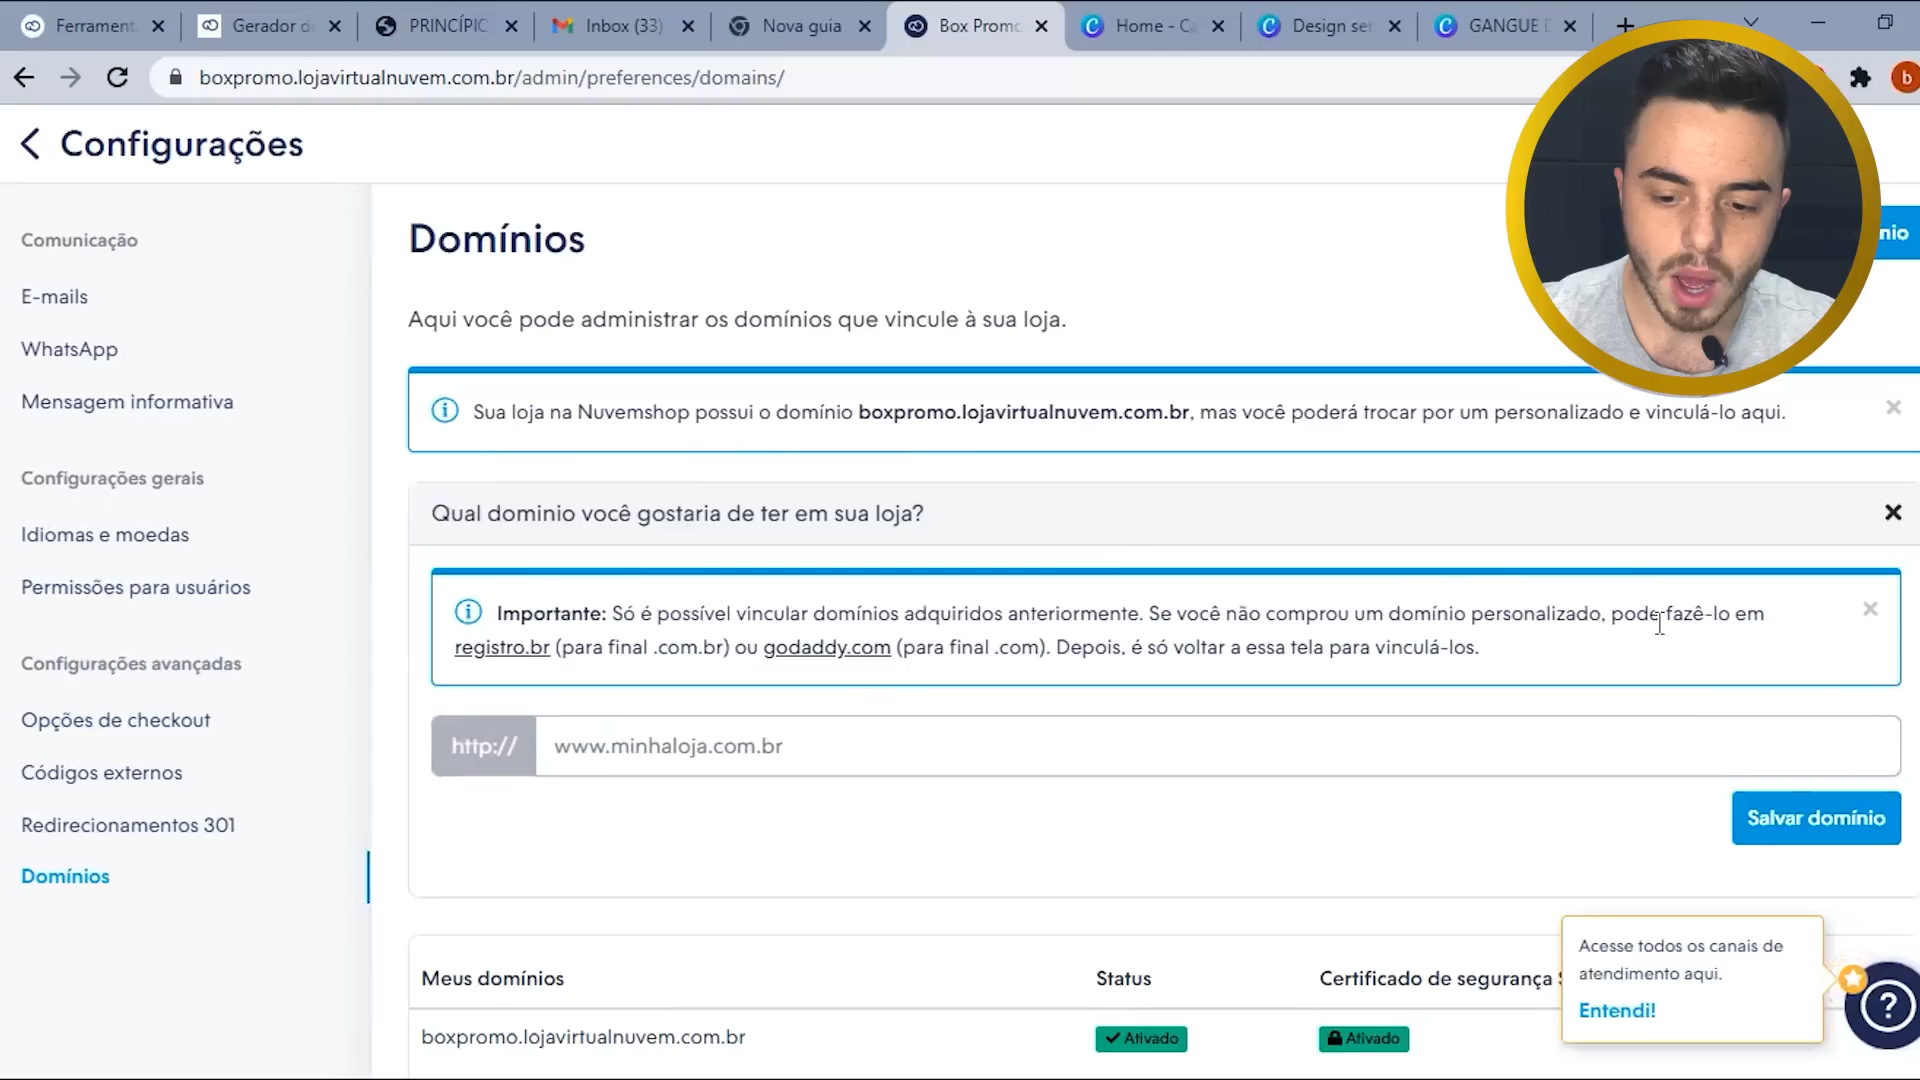 Ferrament
Gerador d
PRINCÍPIC
Inbox (33)
Nova guia
Box Promo
Home - Ca
Design se
GANGUE D
boxpromo.lojavirtualnuvem.com.br/admin/preferences/domains/
b
Configurações
Comunicação
E-mails
WhatsApp
Mensagem informativa
Configurações gerais
Idiomas e moedas
Permissões para usuários
Configurações avançadas
Opções de checkout
Códigos externos
Redirecionamentos 301
Domínios
Domínios
nio
Aqui você pode administrar os domínios que vincule à sua loja.
Sua loja na Nuvemshop possui o domínio boxpromo.lojavirtualnuvem.com.br, mas você poderá trocar por um personalizado e vinculá-lo aqui.
Qual dominio você gostaria de ter em sua loja?
Importante: Só é possível vincular domínios adquiridos anteriormente. Se você não comprou um domínio personalizado, pode fazê-lo em
registro.br (para final .com.br) ou godaddy.com (para final .com). Depois, é só voltar a essa tela para vinculá-los.
http:// www.minhaloja.com.br
Salvar domínio
Meus domínios Status Certificado de segurança S
boxpromo.lojavirtualnuvem.com.br Ativado Ativado
Acesse todos os canais de
atendimento aqui.
Entendi!